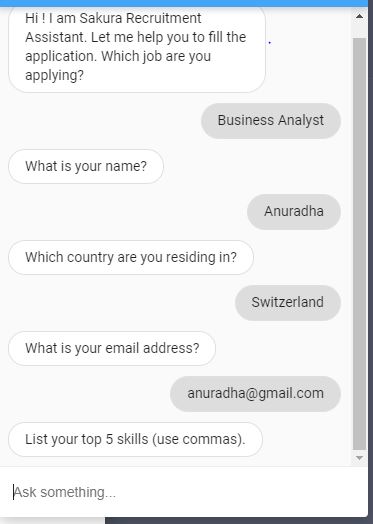 Hi ! I am Sakura Recruitment
Assistant. Let me help you to fill the
application. Which job are you
applying?
Business Analyst
What is your name?
Anuradha
Which country are you residing in?
Switzerland
What is your email address?
anuradha@gmail.com
List your top 5 skills (use commas).
Ask something...